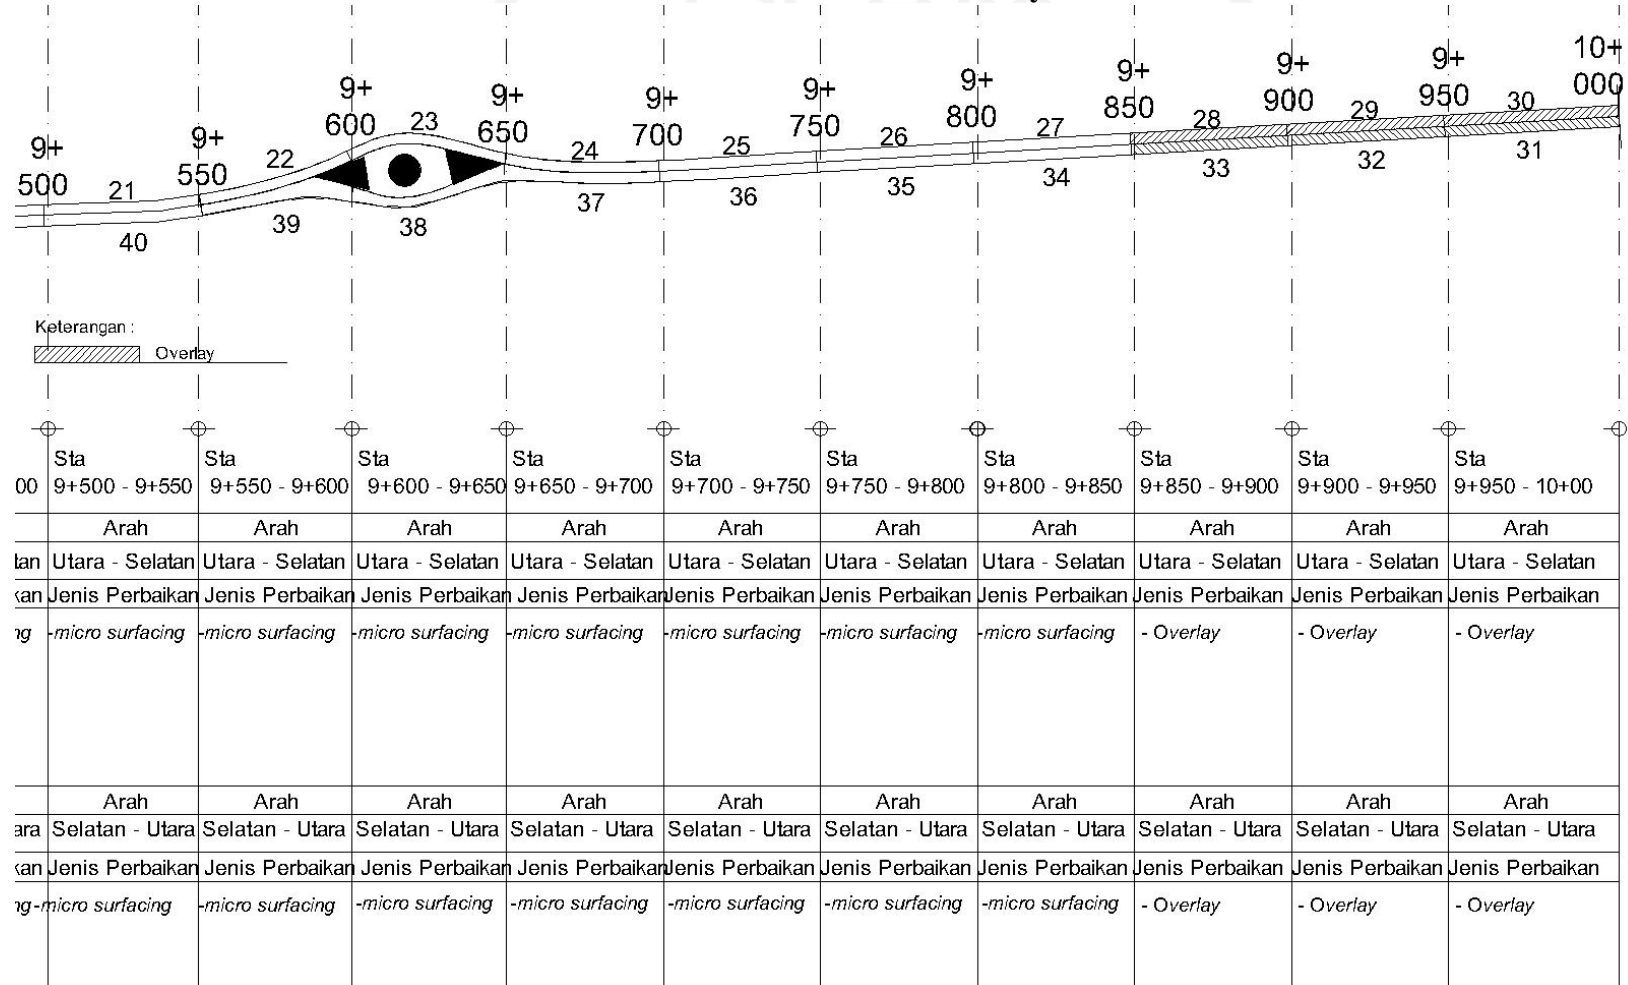 10+
000
9+
950
9+
900
9+
850
9+
800
9+
750
9+
700
9+
650
9+
600
9+
550
9+
500
21 22 23 24 25 26 27 28 29 30
40 39 38 37 36 35 34 33 32 31
Keterangan :
Overlay
Sta Sta Sta Sta Sta Sta Sta Sta Sta Sta
00 9+500 - 9+550 9+550 - 9+600 9+600 - 9+650 9+650 - 9+700 9+700 - 9+750 9+750 - 9+800 9+800 - 9+850 9+850 - 9+900 9+900 - 9+950 9+950 - 10+00
Arah Arah Arah Arah Arah Arah Arah Arah Arah Arah
tan Utara - Selatan Utara - Selatan Utara - Selatan Utara - Selatan Utara - Selatan Utara - Selatan Utara - Selatan Utara - Selatan Utara - Selatan Utara - Selatan
kan Jenis Perbaikan Jenis Perbaikan Jenis Perbaikan Jenis Perbaikan Jenis Perbaikan Jenis Perbaikan Jenis Perbaikan Jenis Perbaikan Jenis Perbaikan Jenis Perbaikan
ng -micro surfacing -micro surfacing -micro surfacing -micro surfacing -micro surfacing -micro surfacing -micro surfacing - Overlay - Overlay - Overlay
Arah Arah Arah Arah Arah Arah Arah Arah Arah Arah
ara Selatan - Utara Selatan - Utara Selatan - Utara Selatan - Utara Selatan - Utara Selatan - Utara Selatan - Utara Selatan - Utara Selatan - Utara Selatan - Utara
kan Jenis Perbaikan Jenis Perbaikan Jenis Perbaikan Jenis Perbaikan Jenis Perbaikan Jenis Perbaikan Jenis Perbaikan Jenis Perbaikan Jenis Perbaikan Jenis Perbaikan
ng -micro surfacing -micro surfacing -micro surfacing -micro surfacing -micro surfacing -micro surfacing -micro surfacing - Overlay - Overlay - Overlay